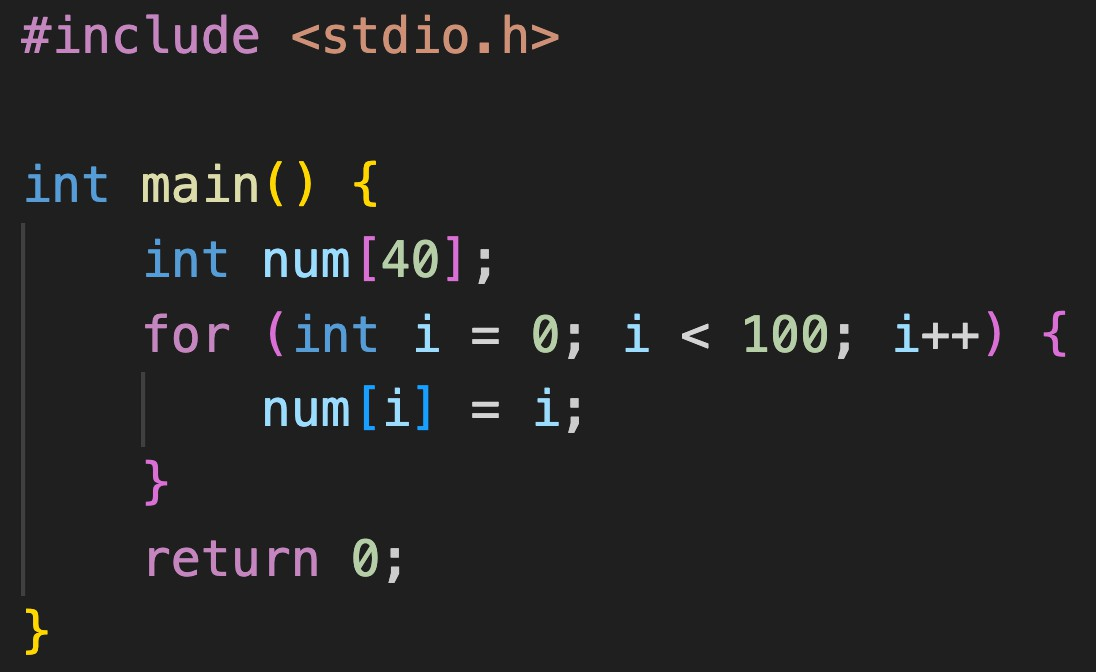 #include <stdio.h>

int main() {
    int num[40];
    for (int i = 0; i < 100; i++) {
        num[i] = i;
    }
    return 0;
}